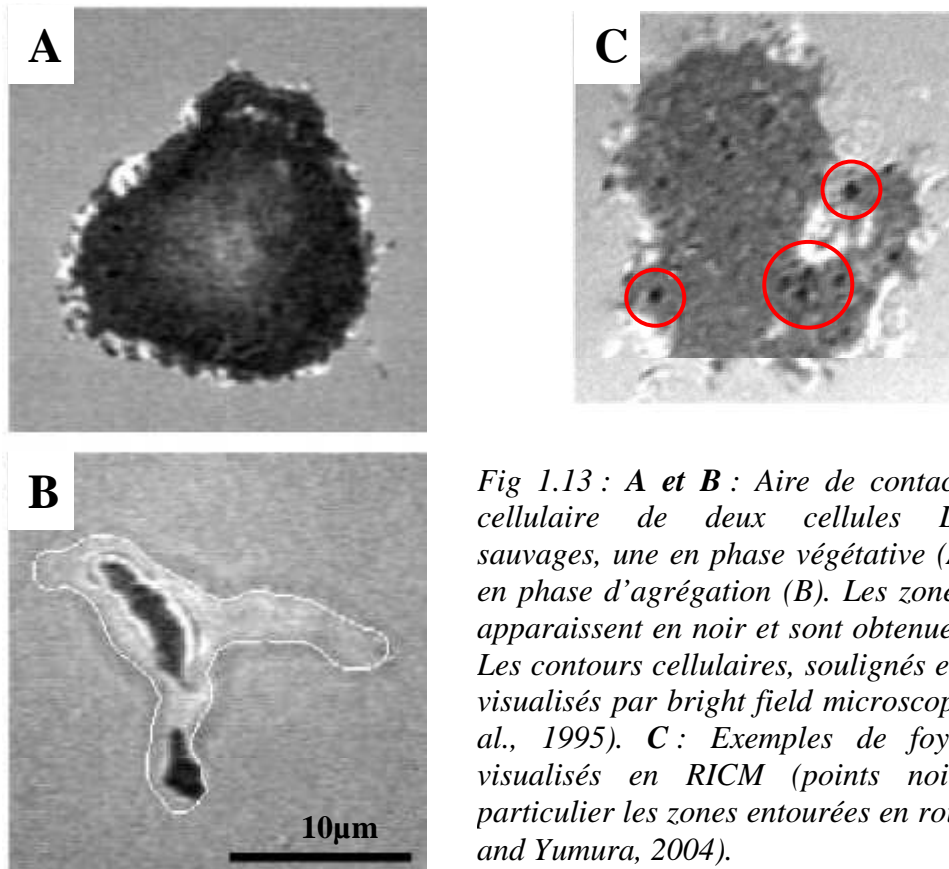 A
C
B
10µm
Fig 1.13 : A et B : Aire de contac
cellulaire de deux cellules
sauvages, une en phase végétative (
en phase d'agrégation (B). Les zone
apparaissent en noir et sont obtenue
Les contours cellulaires, soulignés e
visualisés par bright field microscop
al., 1995). C : Exemples de foy
visualisés en RICM (points noi
particulier les zones entourées en rou
and Yumura, 2004).